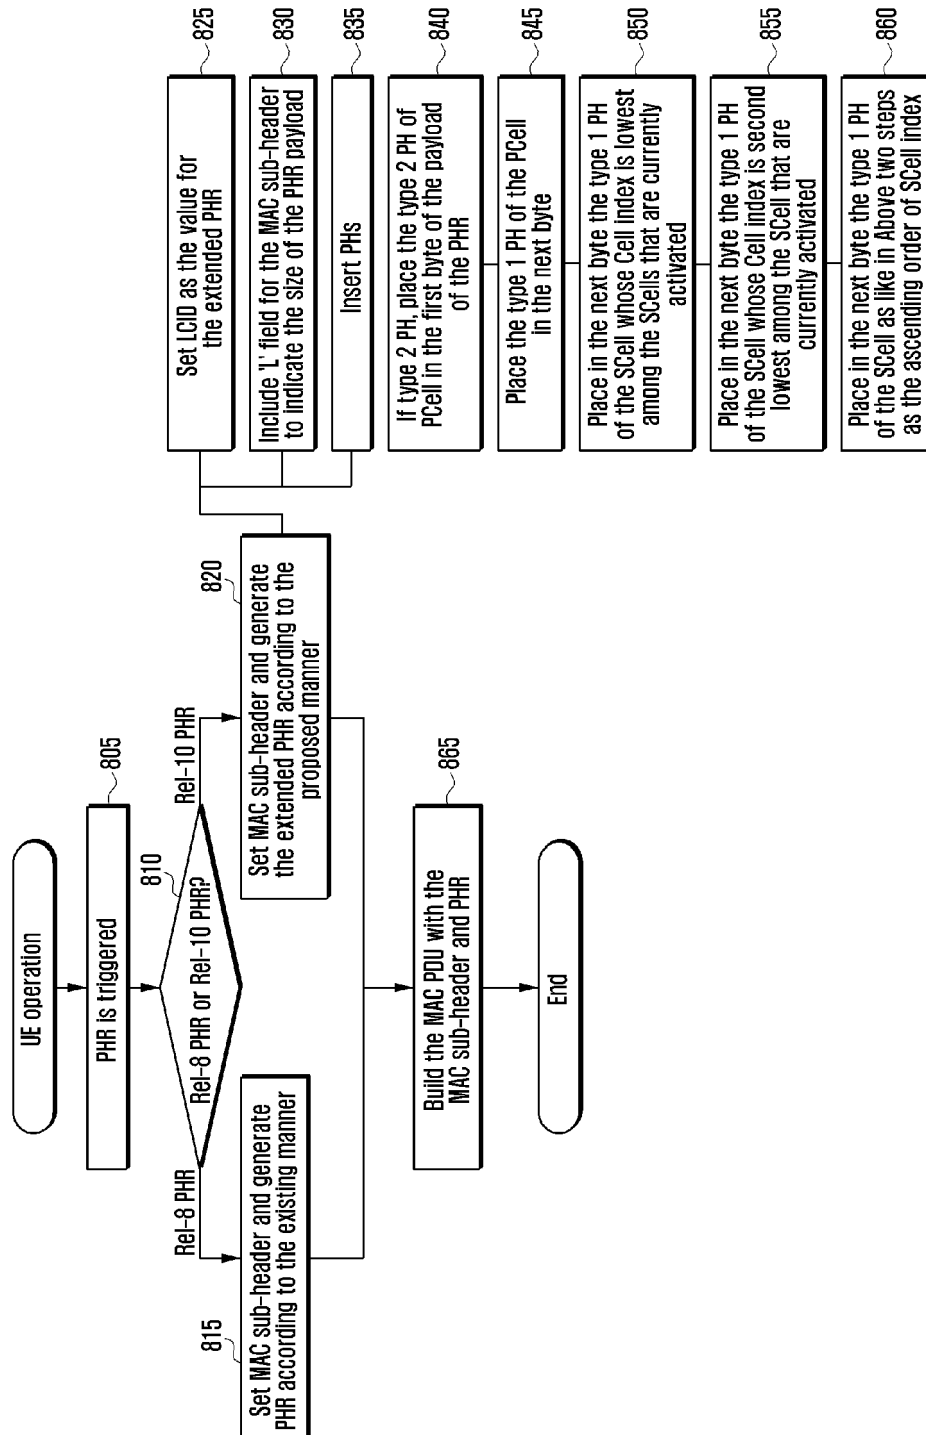 UE operation
PHR is triggered
805
810
Rel-8 PHR or Rel-10 PHR?
Rel-8 PHR
Rel-10 PHR
815
Set MAC sub-header and generate
PHR according to the existing manner
820
Set MAC sub-header and generate
the extended PHR according to the
proposed manner
Set LCID as the value for
the extended PHR
825
Include 'L' field for the MAC sub-header
to indicate the size of the PHR payload
830
Insert PHs
835
If type 2 PH, place the type 2 PH of
PCell in the first byte of the payload
of the PHR
840
Place the type 1 PH of the PCell
in the next byte
845
Place in the next byte the type 1 PH
of the SCell whose Cell Index is lowest
among the SCells that are currently
activated
850
Place in the next byte the type 1 PH
of the SCell whose Cell index is second
lowest among the SCell that are
currently activated
855
Place in the next byte the type 1 PH
of the SCell as like in Above two steps
as the ascending order of SCell index
860
Build the MAC PDU with the
MAC sub-header and PHR
865
End